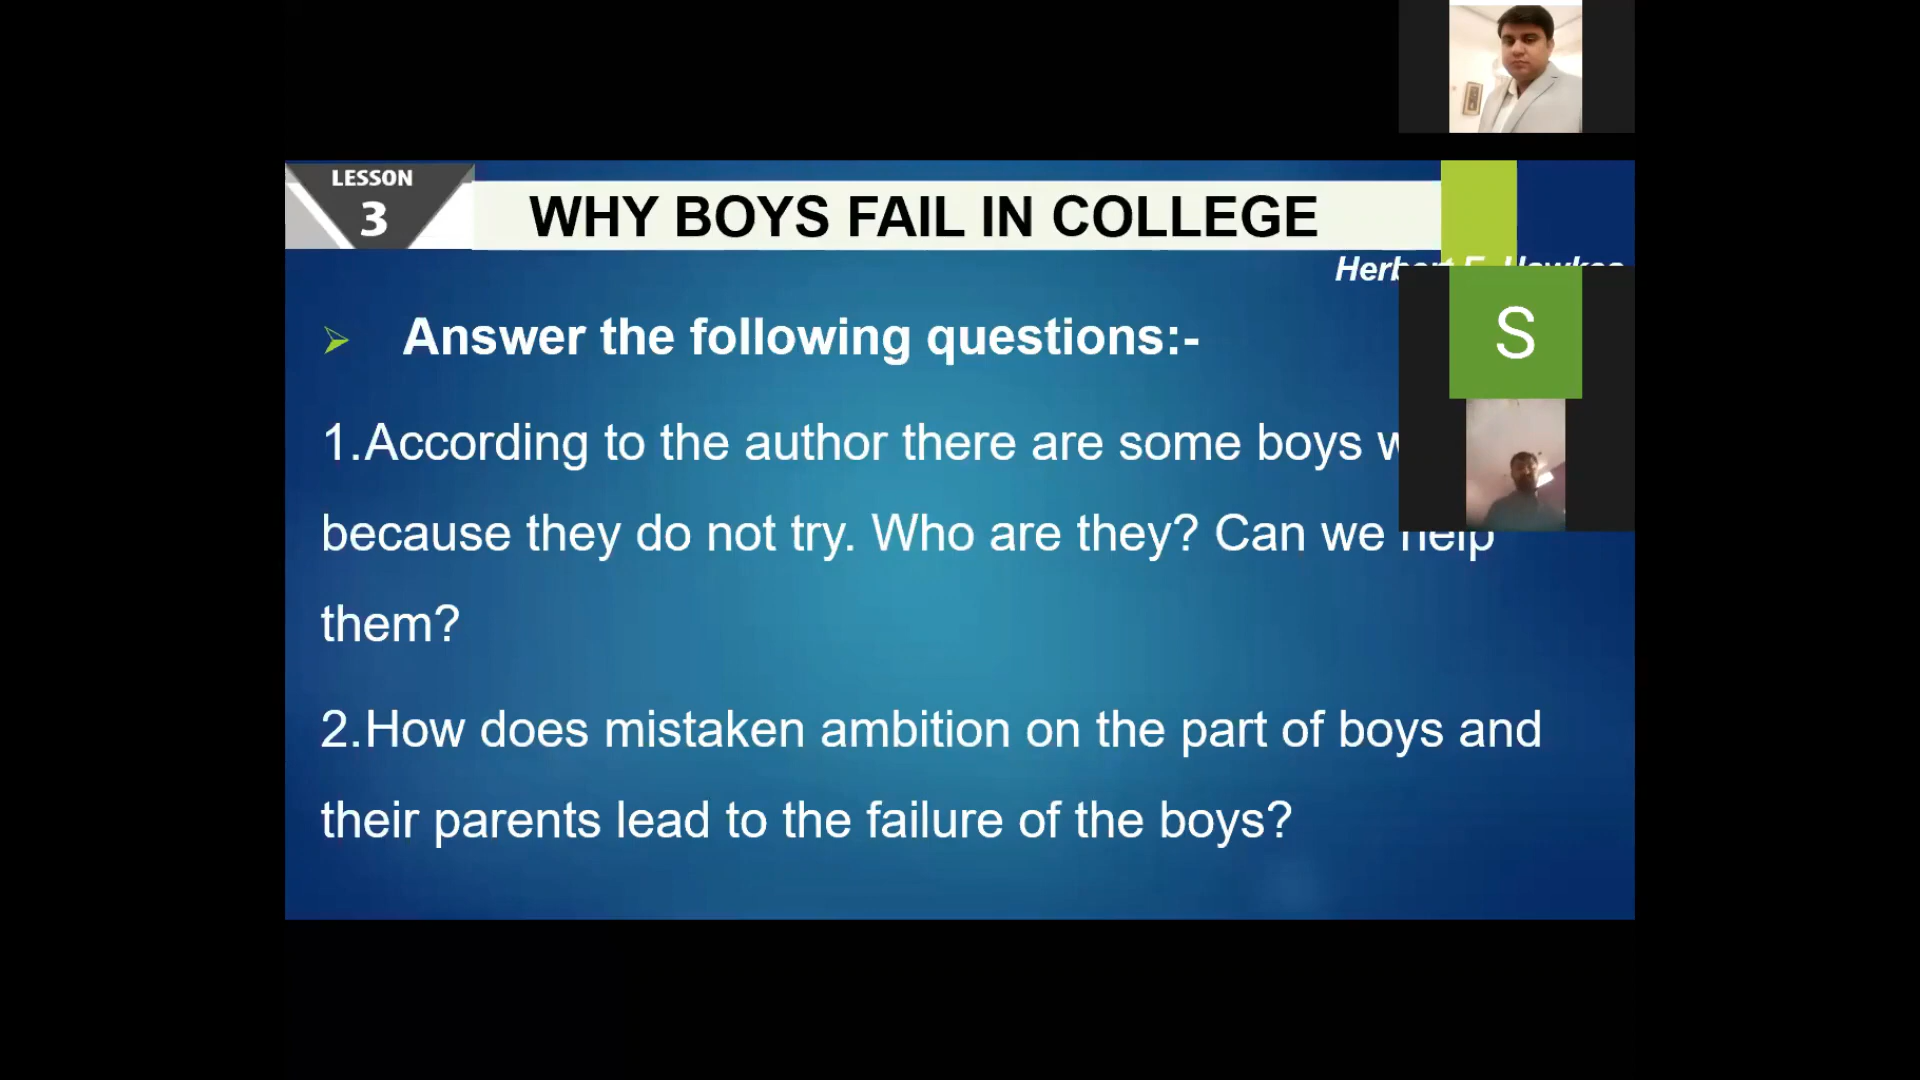 LESSON
3
WHY BOYS FAIL IN COLLEGE
Answer the following questions:-
S
1.According to the author there are some boys
because they do not try. Who are they? Can we help
them?
2.How does mistaken ambition on the part of boys and
their parents lead to the failure of the boys?